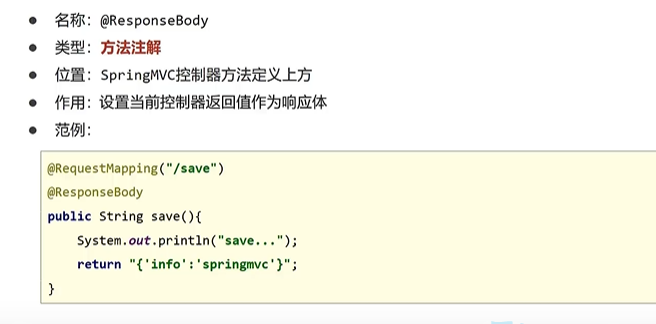 ● 名称：@ResponseBody
● 类型：方法注解
● 位置：SpringMVC控制器方法定义上方
● 作用：设置当前控制器返回值作为响应体
● 范例：
@RequestMapping("/save")
@ResponseBody
public String save(){
    System.out.println("save...");
    return "{'info':'springmvc'}";
}